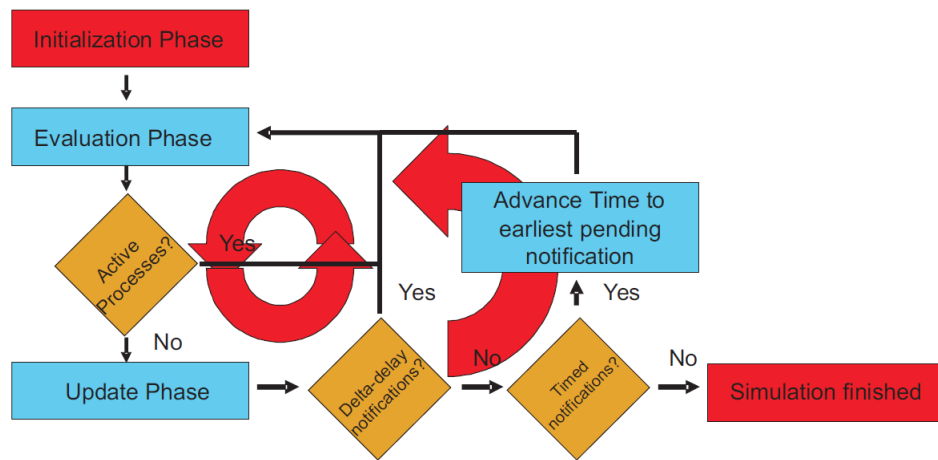 Initialization Phase
Evaluation Phase
Active
Processes?
Yes
No
Update Phase
Delta-delay
notifications?
Yes
No
Advance Time to
earliest pending
notification
Timed
notifications?
Yes
No
Simulation finished